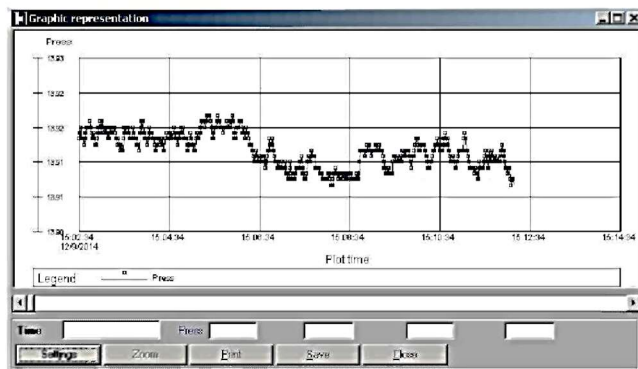 Graphic representation
Press
13.93
13.92
13.92
13.91
13.91
13.90
15:02:34 15:04:34 15:06:34 15:08:34 15:10:34 15:12:34 15:14:34
12/9/2014
Plot time
Legend Press
Time Press
Settings Zoom Print Save Close